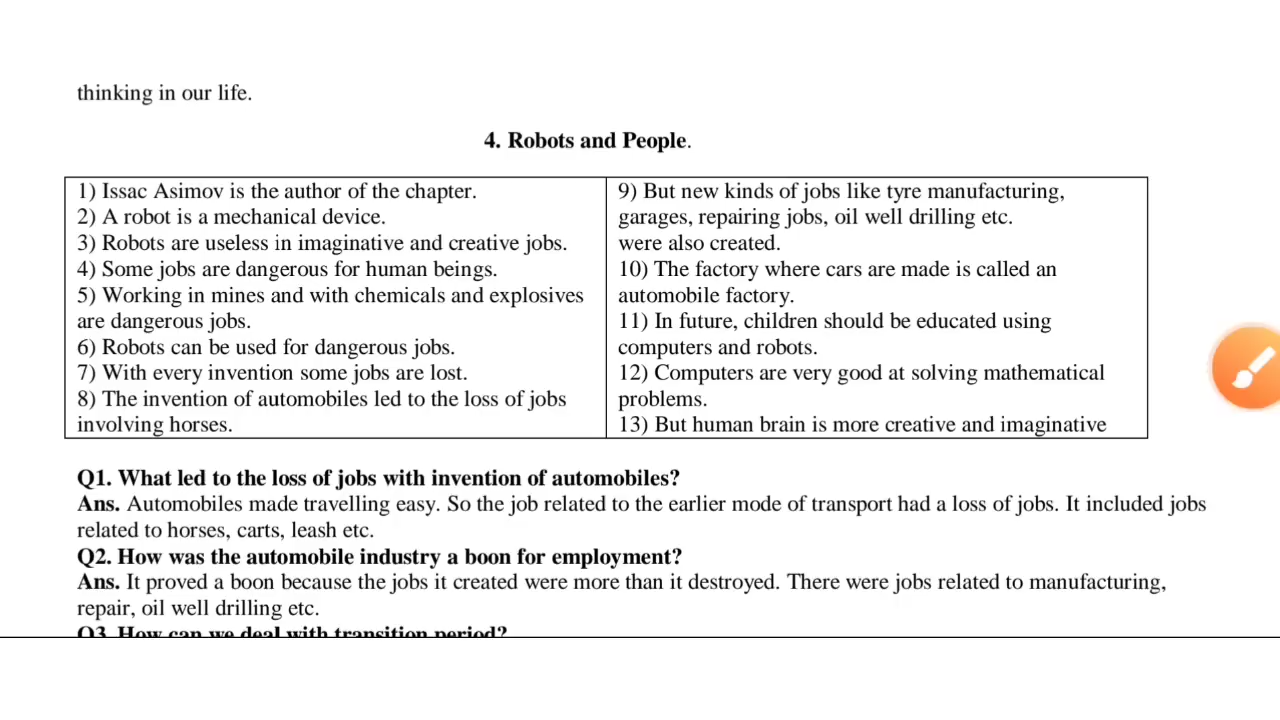 thinking in our life.
4. Robots and People.
1) Issac Asimov is the author of the chapter.
2) A robot is a mechanical device.
3) Robots are useless in imaginative and creative jobs.
4) Some jobs are dangerous for human beings.
5) Working in mines and with chemicals and explosives
are dangerous jobs.
6) Robots can be used for dangerous jobs.
7) With every invention some jobs are lost.
8) The invention of automobiles led to the loss of jobs
involving horses.
9) But new kinds of jobs like tyre manufacturing,
garages, repairing jobs, oil well drilling etc.
were also created.
10) The factory where cars are made is called an
automobile factory.
11) In future, children should be educated using
computers and robots.
12) Computers are very good at solving mathematical
problems.
13) But human brain is more creative and imaginative
Q1. What led to the loss of jobs with invention of automobiles?
Ans. Automobiles made travelling easy. So the job related to the earlier mode of transport had a loss of jobs. It included jobs
related to horses, carts, leash etc.
Q2. How was the automobile industry a boon for employment?
Ans. It proved a boon because the jobs it created were more than it destroyed. There were jobs related to manufacturing,
repair, oil well drilling etc.
Q3. How can we deal with transition period?